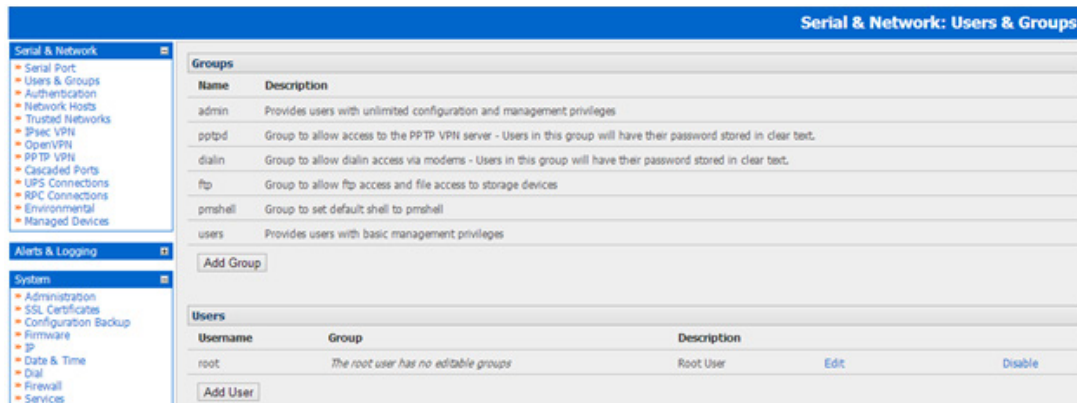 Serial & Network: Users & Groups
Serial & Network
Serial Port
Users & Groups
Authentication
Network Hosts
Trusted Networks
IPsec VPN
OpenVPN
PPTP VPN
Cascaded Ports
UPS Connections
RPC Connections
Environmental
Managed Devices
Alerts & Logging
System
Administration
SSL Certificates
Configuration Backup
Firmware
IP
Date & Time
Dial
Firewall
Services
Groups
Name Description
admin Provides users with unlimited configuration and management privileges
pptpd Group to allow access to the PPTP VPN server - Users in this group will have their password stored in clear text.
dialin Group to allow dialin access via modems - Users in this group will have their password stored in clear text.
ftp Group to allow ftp access and file access to storage devices
pmshell Group to set default shell to pmshell
users Provides users with basic management privileges
Add Group
Users
Username Group Description
root The root user has no editable groups Root User Edit Disable
Add User